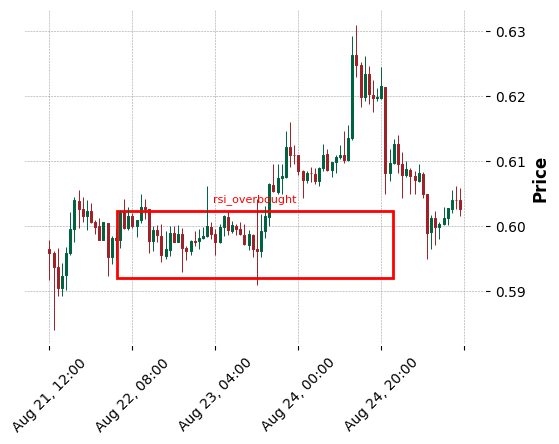 0.63
0.62
0.61
0.60
0.59
Price
rsi_overbought
Aug 21, 12:00
Aug 22, 08:00
Aug 23, 04:00
Aug 24, 00:00
Aug 24, 20:00